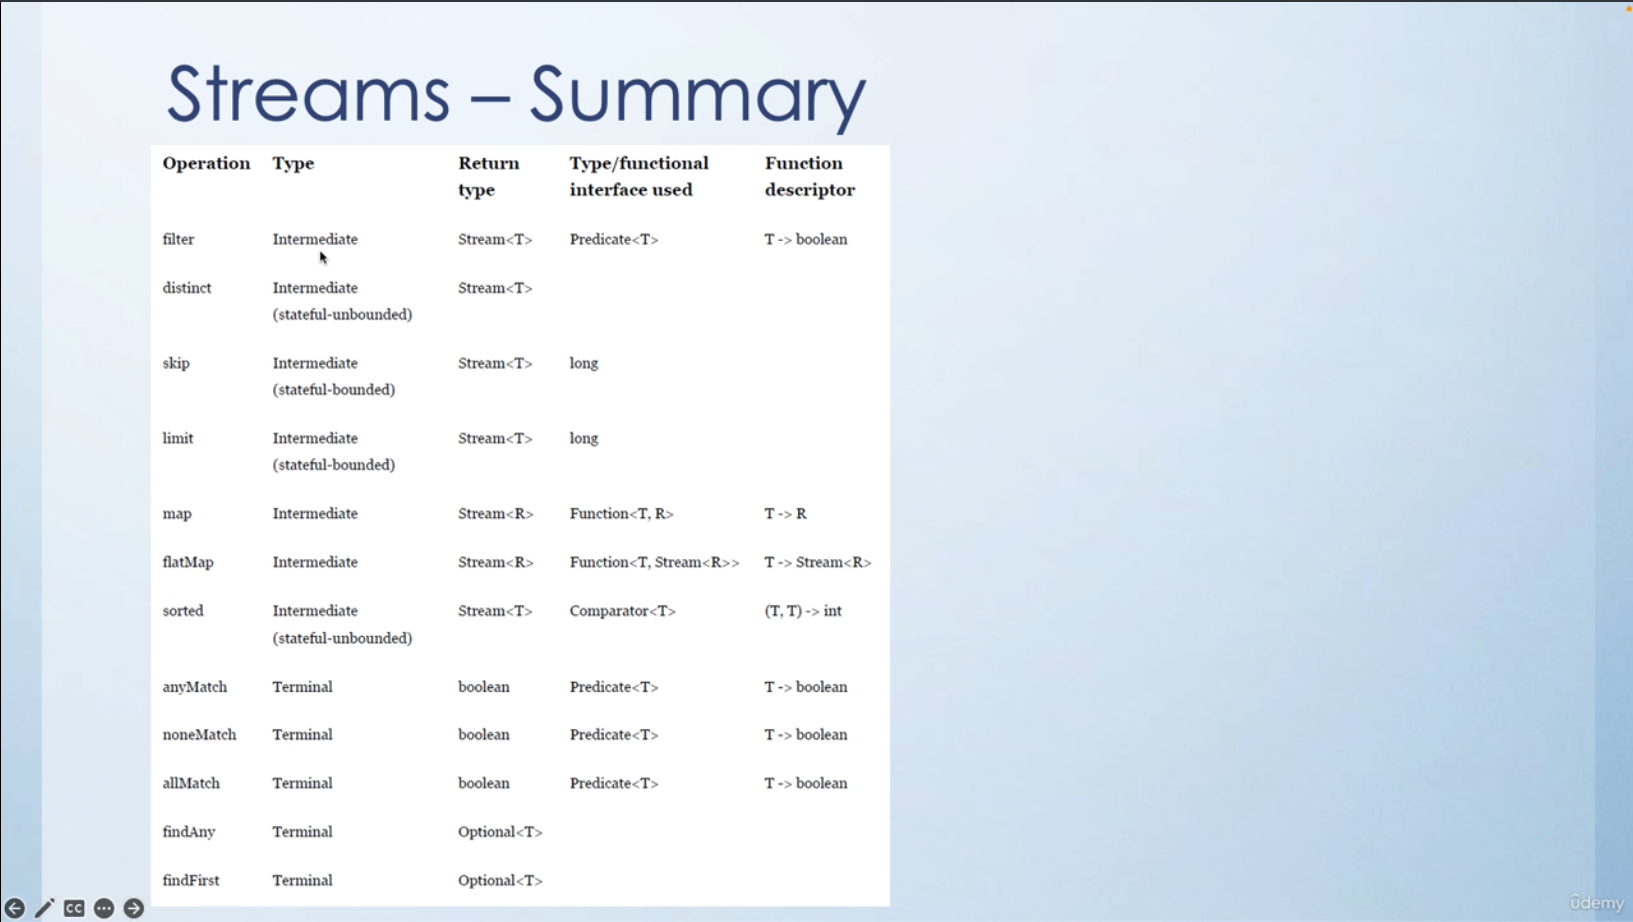 Streams – Summary
Operation Type Return type Type/functional interface used Function descriptor
filter Intermediate Stream<T> Predicate<T> T -> boolean
distinct Intermediate (stateful-unbounded) Stream<T>
skip Intermediate (stateful-bounded) Stream<T> long
limit Intermediate (stateful-bounded) Stream<T> long
map Intermediate Stream<R> Function<T, R> T -> R
flatMap Intermediate Stream<R> Function<T, Stream<R>> T -> Stream<R>
sorted Intermediate (stateful-unbounded) Stream<T> Comparator<T> (T, T) -> int
anyMatch Terminal boolean Predicate<T> T -> boolean
noneMatch Terminal boolean Predicate<T> T -> boolean
allMatch Terminal boolean Predicate<T> T -> boolean
findAny Terminal Optional<T>
findFirst Terminal Optional<T>
CC
ûdemy